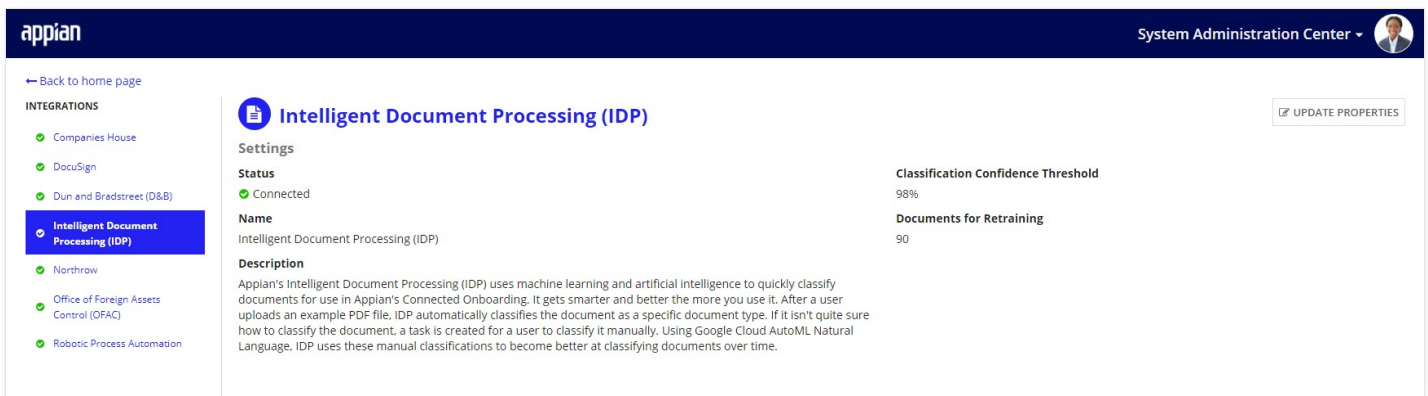 appian
System Administration Center
Back to home page
INTEGRATIONS
Companies House
DocuSign
Dun and Bradstreet (D&B)
Intelligent Document
Processing (IDP)
Northrow
Office of Foreign Assets
Control (OFAC)
Robotic Process Automation
Intelligent Document Processing (IDP)
UPDATE PROPERTIES
Settings
Status
Connected
Name
Intelligent Document Processing (IDP)
Description
Appian's Intelligent Document Processing (IDP) uses machine learning and artificial intelligence to quickly classify
documents for use in Appian's Connected Onboarding. It gets smarter and better the more you use it. After a user
uploads an example PDF file, IDP automatically classifies the document as a specific document type. If it isn't quite sure
how to classify the document, a task is created for a user to classify it manually. Using Google Cloud AutoML Natural
Language, IDP uses these manual classifications to become better at classifying documents over time.
Classification Confidence Threshold
98%
Documents for Retraining
90